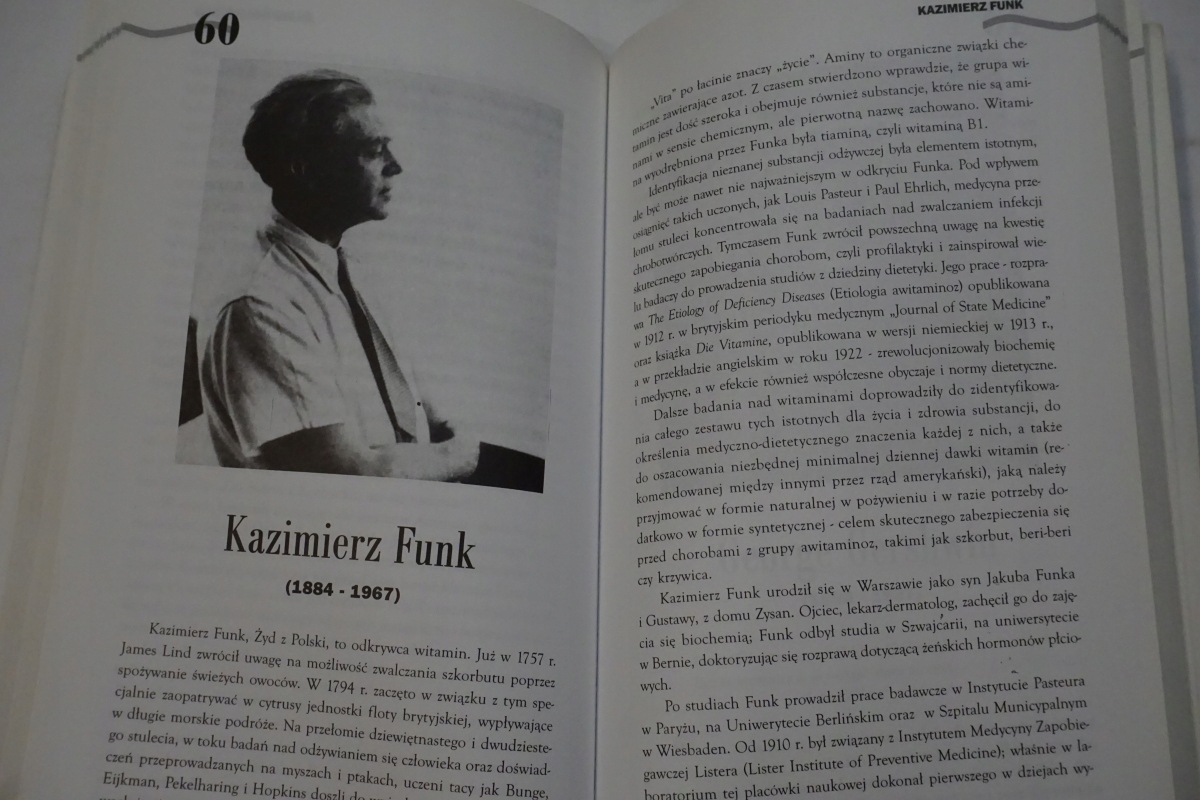 60
Kazimierz Funk
(1884 - 1967)
Kazimierz Funk, Żyd z Polski, to odkrywca witamin. Już w 1757 r.
James Lind zwrócił uwagę na możliwość zwalczania szkorbutu poprzez
spożywanie świeżych owoców. W 1794 r. zaczęto w związku z tym spe-
cjalnie zaopatrywać w cytrusy jednostki floty brytyjskiej, wypływające
w długie morskie podróże. Na przełomie dziewiętnastego i dwudzieste-
go stulecia, w toku badań nad odżywianiem się człowieka oraz doświad-
czeń przeprowadzanych na myszach i ptakach, uczeni tacy jak Bunge,
Eijkman, Pekelharing i Hopkins doszli do
KAZIMIERZ FUNK
„Vita" po łacinie znaczy „życie". Aminy to organiczne związki che-
miczne zawierające azot. Z czasem stwierdzono wprawdzie, że grupa wi-
tamin jest dość szeroka i obejmuje również substancje, które nie są ami-
nami w sensie chemicznym, ale pierwotną nazwę zachowano. Witami-
na wyodrębniona przez Funka była tiaminą, czyli witaminą B1.
Identyfikacja nieznanej substancji odżywczej była elementem istotnym,
ale być może nawet nie najważniejszym w odkryciu Funka. Pod wpływem
osiągnięć takich uczonych, jak Louis Pasteur i Paul Ehrlich, medycyna prze-
łomu stuleci koncentrowała się na badaniach nad zwalczaniem infekcji
chrobotwórczych. Tymczasem Funk zwrócił powszechną uwagę na kwestię
skutecznego zapobiegania chorobom, czyli profilaktyki i zainspirował wie-
lu badaczy do prowadzenia studiów z dziedziny dietetyki. Jego prace - rozpra-
wa The Etiology of Deficiency Diseases (Etiologia awitaminoz) opublikowana
w 1912 r. w brytyjskim periodyku medycznym „Journal of State Medicine"
oraz książka Die Vitamine, opublikowana w wersji niemieckiej w 1913 r.,
a w przekładzie angielskim w roku 1922 - zrewolucjonizowały biochemię
i medycynę, a w efekcie również współczesne obyczaje i normy dietetyczne.
Dalsze badania nad witaminami doprowadziły do zidentyfikowa-
nia całego zestawu tych istotnych dla życia i zdrowia substancji, do
określenia medyczno-dietetycznego znaczenia każdej z nich, a także
do oszacowania niezbędnej minimalnej dziennej dawki witamin (re-
komendowanej między innymi przez rząd amerykański), jaką należy
przyjmować w formie naturalnej w pożywieniu i w razie potrzeby do-
datkowo w formie syntetycznej - celem skutecznego zabezpieczenia się
przed chorobami z grupy awitaminoz, takimi jak szkorbut, beri-beri
czy krzywica.
Kazimierz Funk urodził się w Warszawie jako syn Jakuba Funka
i Gustawy, z domu Zysan. Ojciec, lekarz-dermatolog, zachęcił go do zaję-
cia się biochemią; Funk odbył studia w Szwajcarii, na uniwersytecie
w Bernie, doktoryzując się rozprawą dotyczącą żeńskich hormonów płcio-
wych.
Po studiach Funk prowadził prace badawcze w Instytucie Pasteura
w Paryżu, na Uniwerytecie Berlińskim oraz w Szpitalu Municypalnym
w Wiesbaden. Od 1910 r. był związany z Instytutem Medycyny Zapobie-
gawczej Listera (Lister Institute of Preventive Medicine); właśnie w la-
boratorium tej placówki naukowej dokonał pierwszego w dziejach wy-